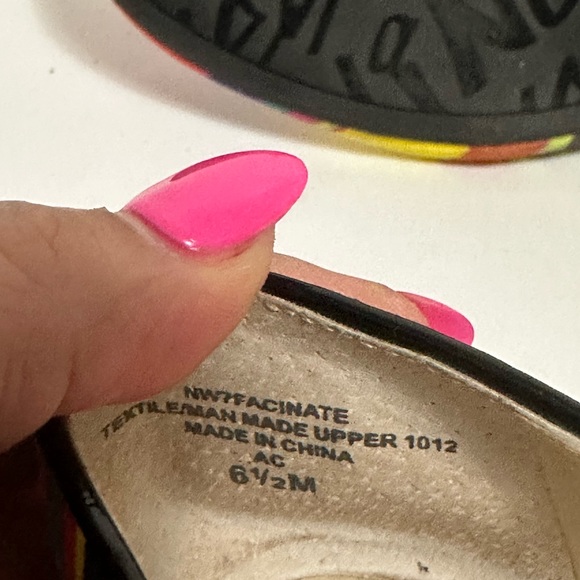 NW7FACINATE
TEXTILE/MAN MADE UPPER 1012
MADE IN CHINA
AC
6½M